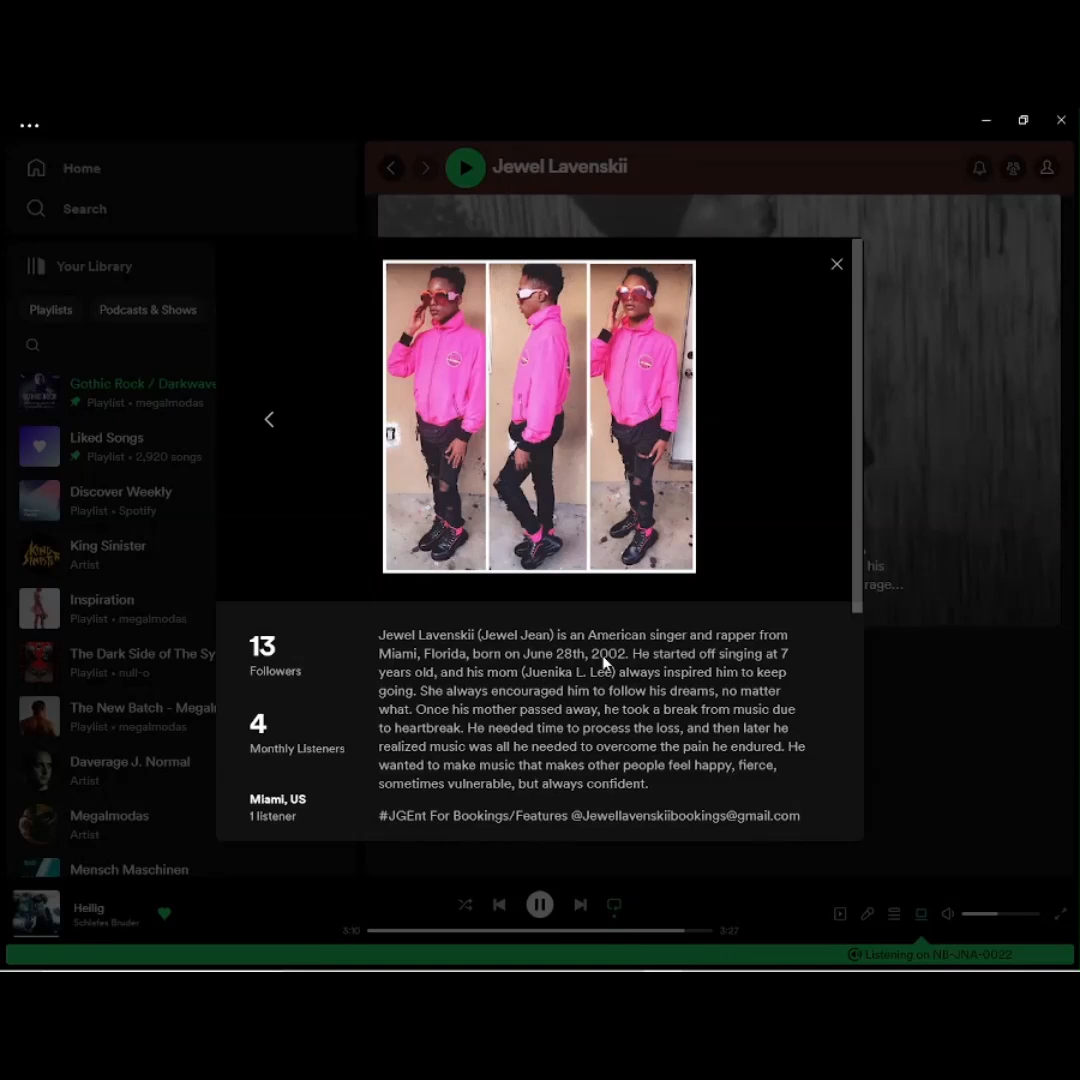 Home
Search
Your Library
Playlists
Podcasts & Shows
Gothic Rock / Darkwave
Playlist • megalmodas
Liked Songs
Playlist • 2,920 songs
Discover Weekly
Playlist • Spotify
King Sinister
Artist
Inspiration
Playlist • megalmodas
The Dark Side of The Sy
Playlist • null-o
The New Batch - Megalm
Playlist • megalmodas
Daverage J. Normal
Artist
Megalmodas
Artist
Mensch Maschinen
Jewel Lavenskii
his
rage...
13
Followers
4
Monthly Listeners
Miami, US
1 listener
Jewel Lavenskii (Jewel Jean) is an American singer and rapper from
Miami, Florida, born on June 28th, 2002. He started off singing at 7
years old, and his mom (Juenika L. Lee) always inspired him to keep
going. She always encouraged him to follow his dreams, no matter
what. Once his mother passed away, he took a break from music due
to heartbreak. He needed time to process the loss, and then later he
realized music was all he needed to overcome the pain he endured. He
wanted to make music that makes other people feel happy, fierce,
sometimes vulnerable, but always confident.
#JGEnt For Bookings/Features @Jewellavenskiibookings@gmail.com
Heilig
Schlafes Bruder
3:10
3:27
Listening on NB-JNA-0022